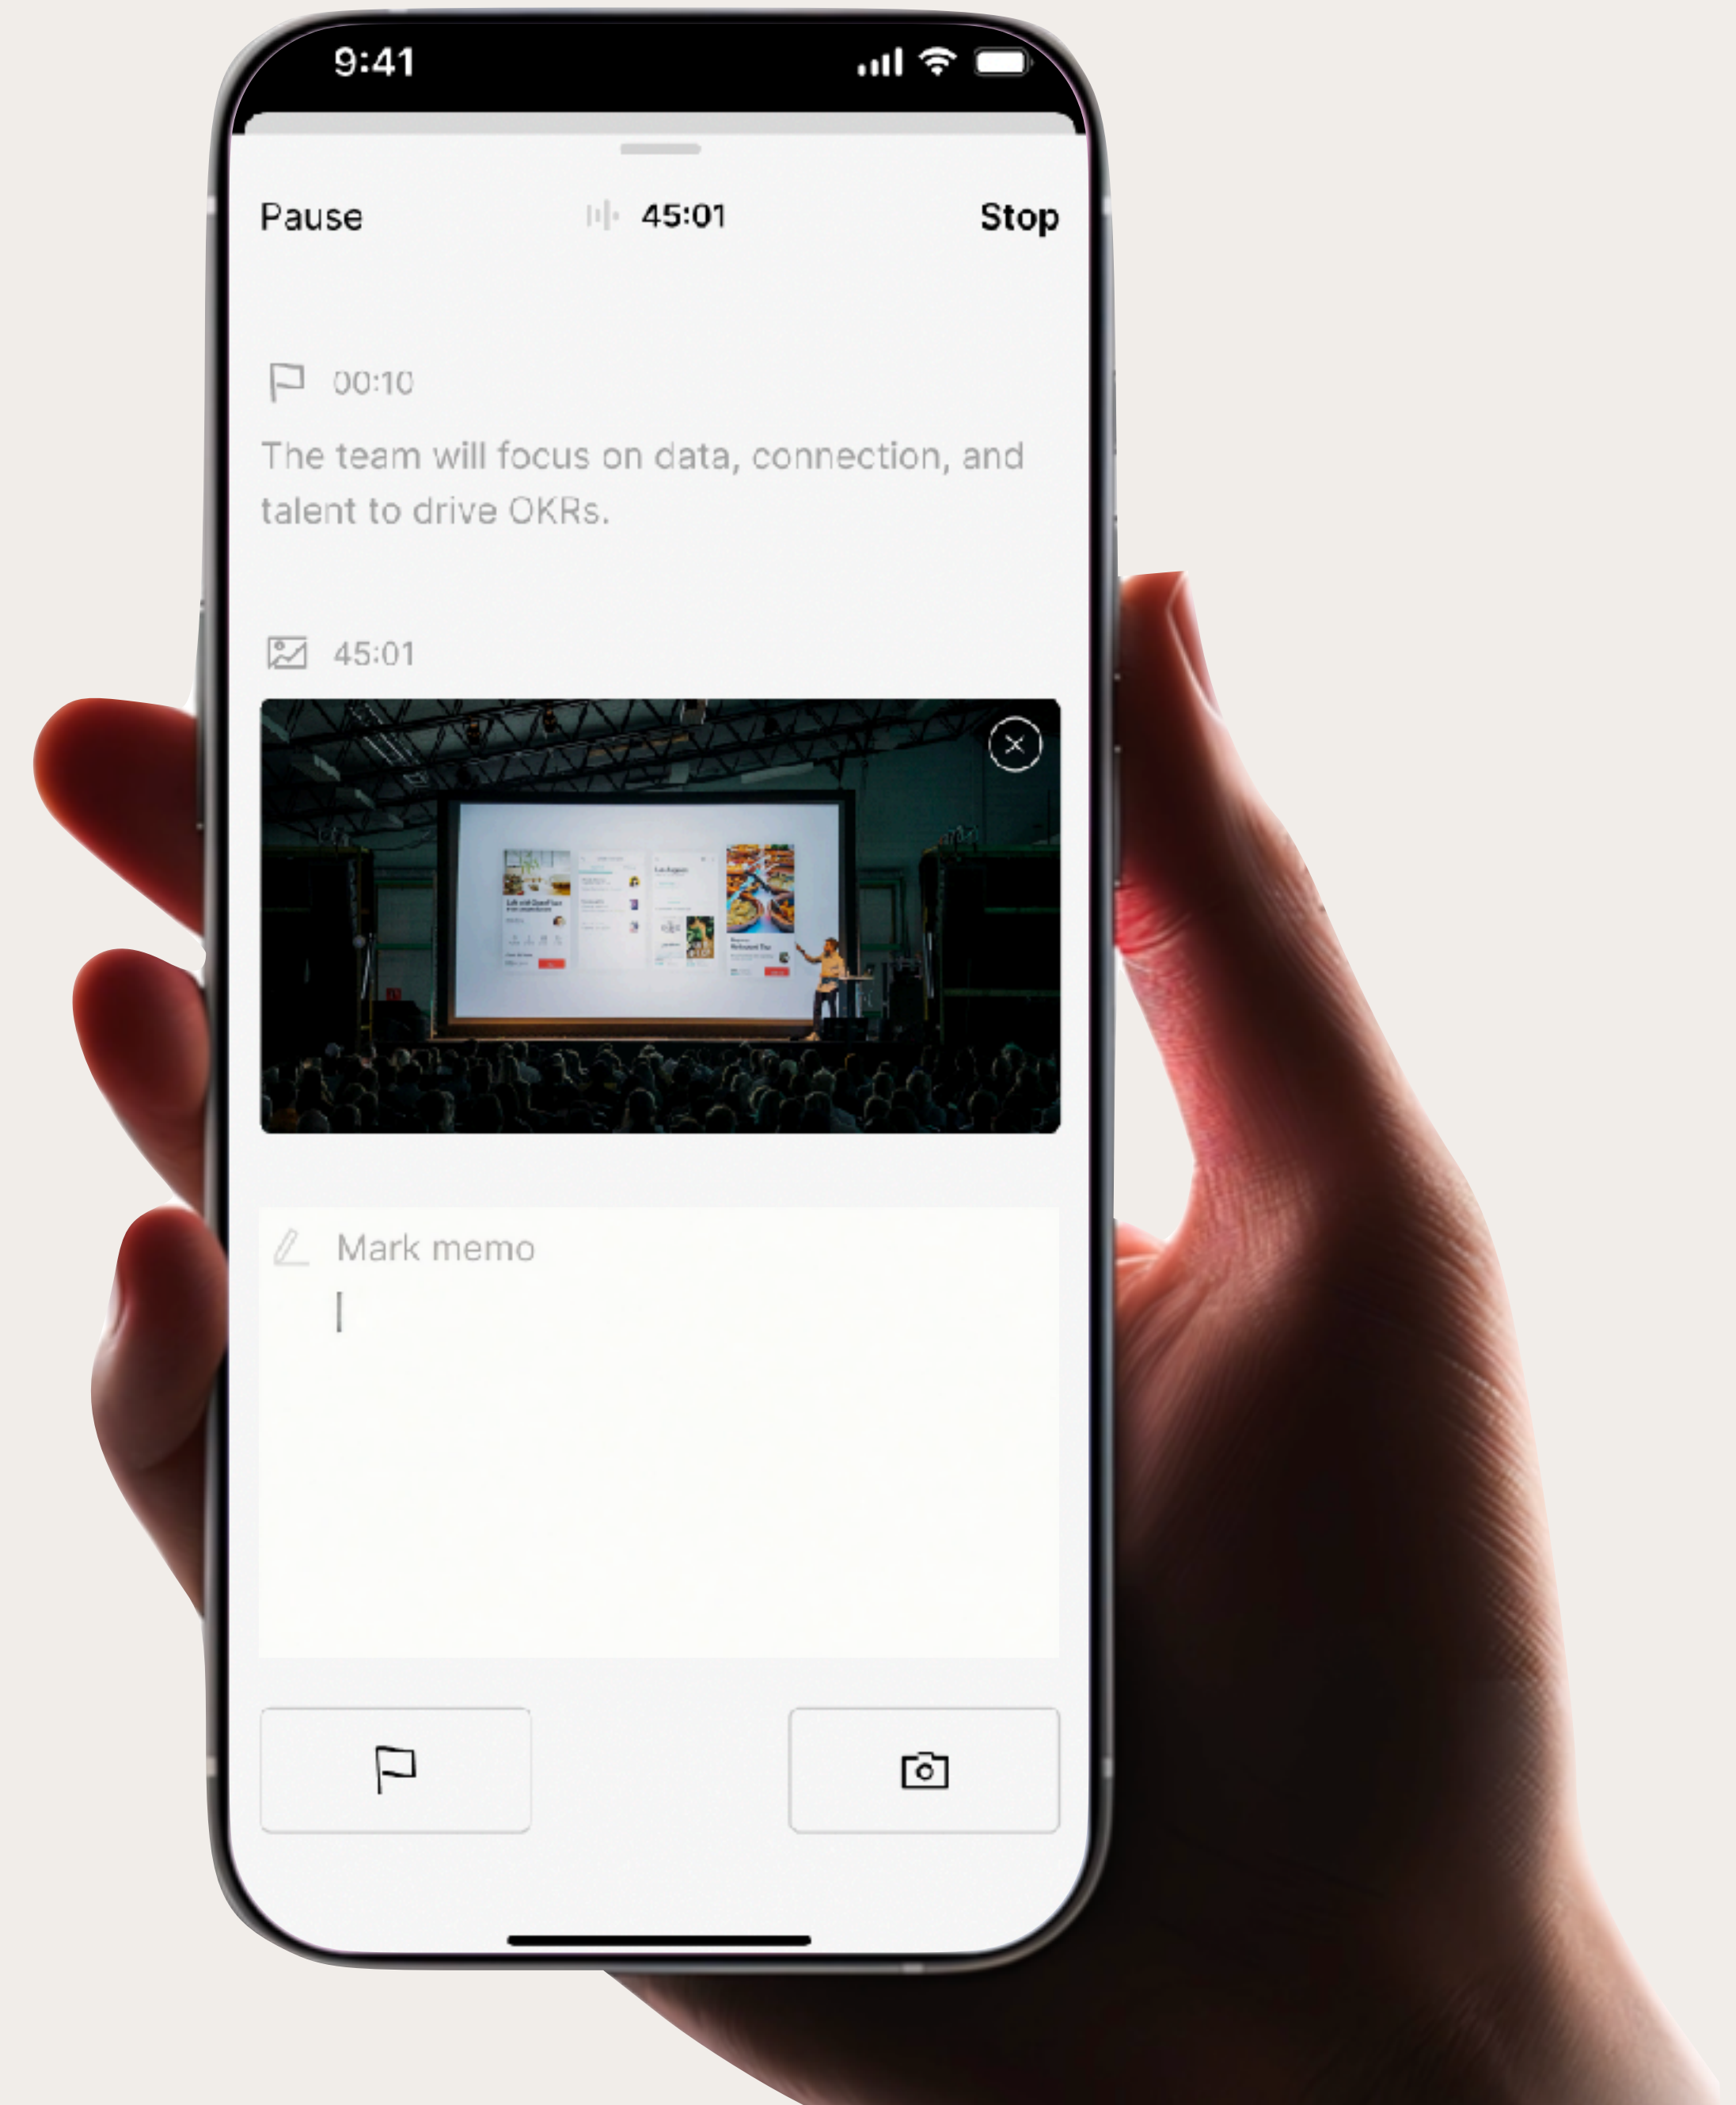 9:41
Pause
45:01
Stop
00:10
The team will focus on data, connection, and
talent to drive OKRs.
45:01
Mark memo